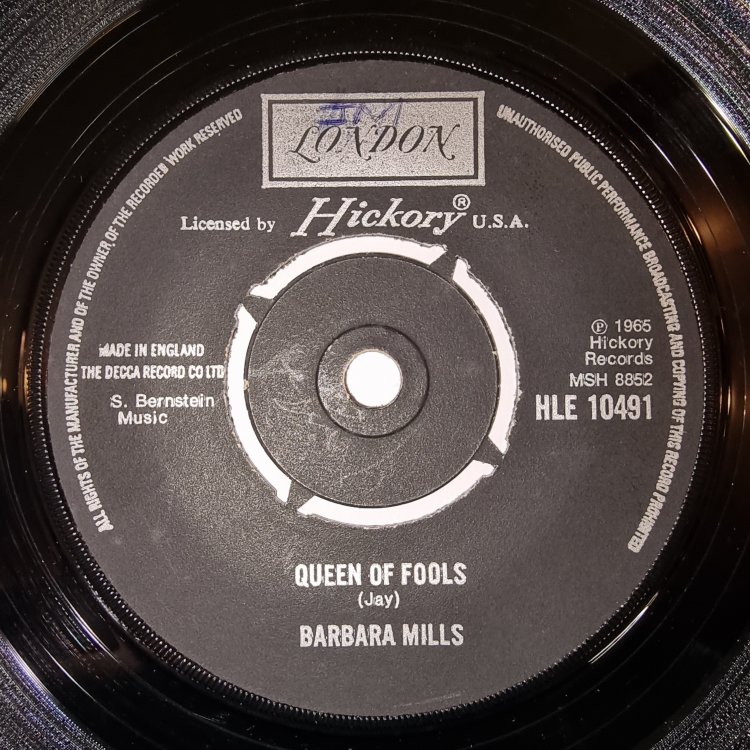 JM
LONDON
Licensed by Hickory® U.S.A.
ALL RIGHTS OF THE MANUFACTURER AND OF THE OWNER OF THE RECORDED WORK RESERVED
UNAUTHORISED PUBLIC PERFORMANCE BROADCASTING AND COPYING OF THIS RECORD PROHIBITED
MADE IN ENGLAND
THE DECCA RECORD CO LTD
S. Bernstein
Music
℗ 1965
Hickory
Records
MSH 8852
HLE 10491
QUEEN OF FOOLS
(Jay)
BARBARA MILLS